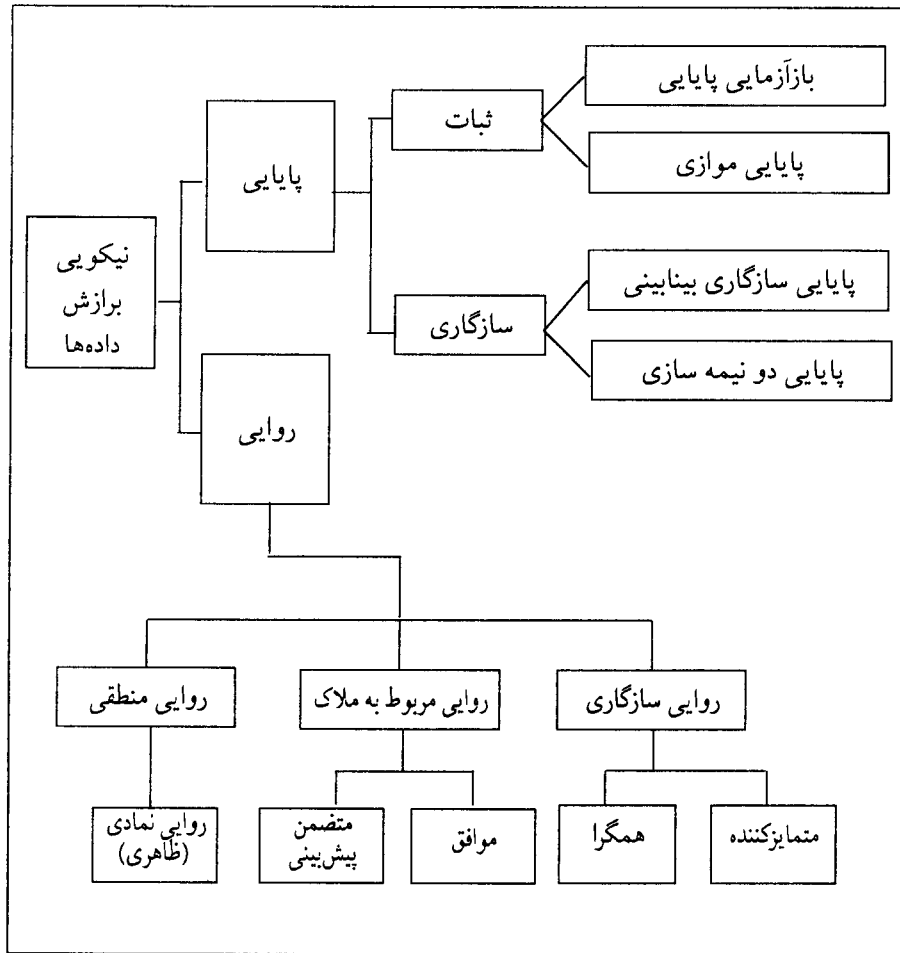 بازآزمایی پایایی
ثبات
پایایی موازی
پایایی
نیکویی
برازش
داده‌ها
پایایی سازگاری بینابینی
سازگاری
پایایی دو نیمه سازی
روایی
روایی سازگاری
روایی مربوط به ملاک
روایی منطقی
متمایزکننده
همگرا
موافق
متضمن
پیش‌بینی
روایی نمادی
(ظاهری)